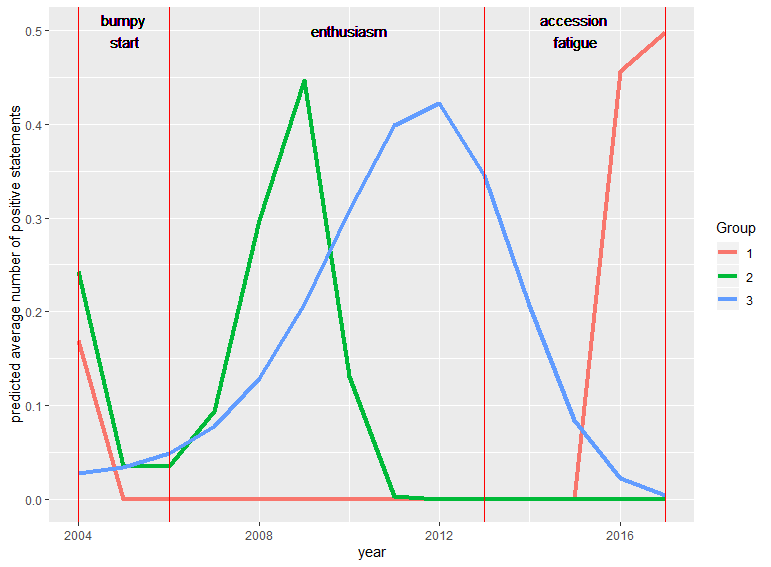 bumpy
start
enthusiasm
accession
fatigue
0.5
0.4
0.3
0.2
0.1
0.0
predicted average number of positive statements
2004
2008
2012
2016
year
Group
1
2
3